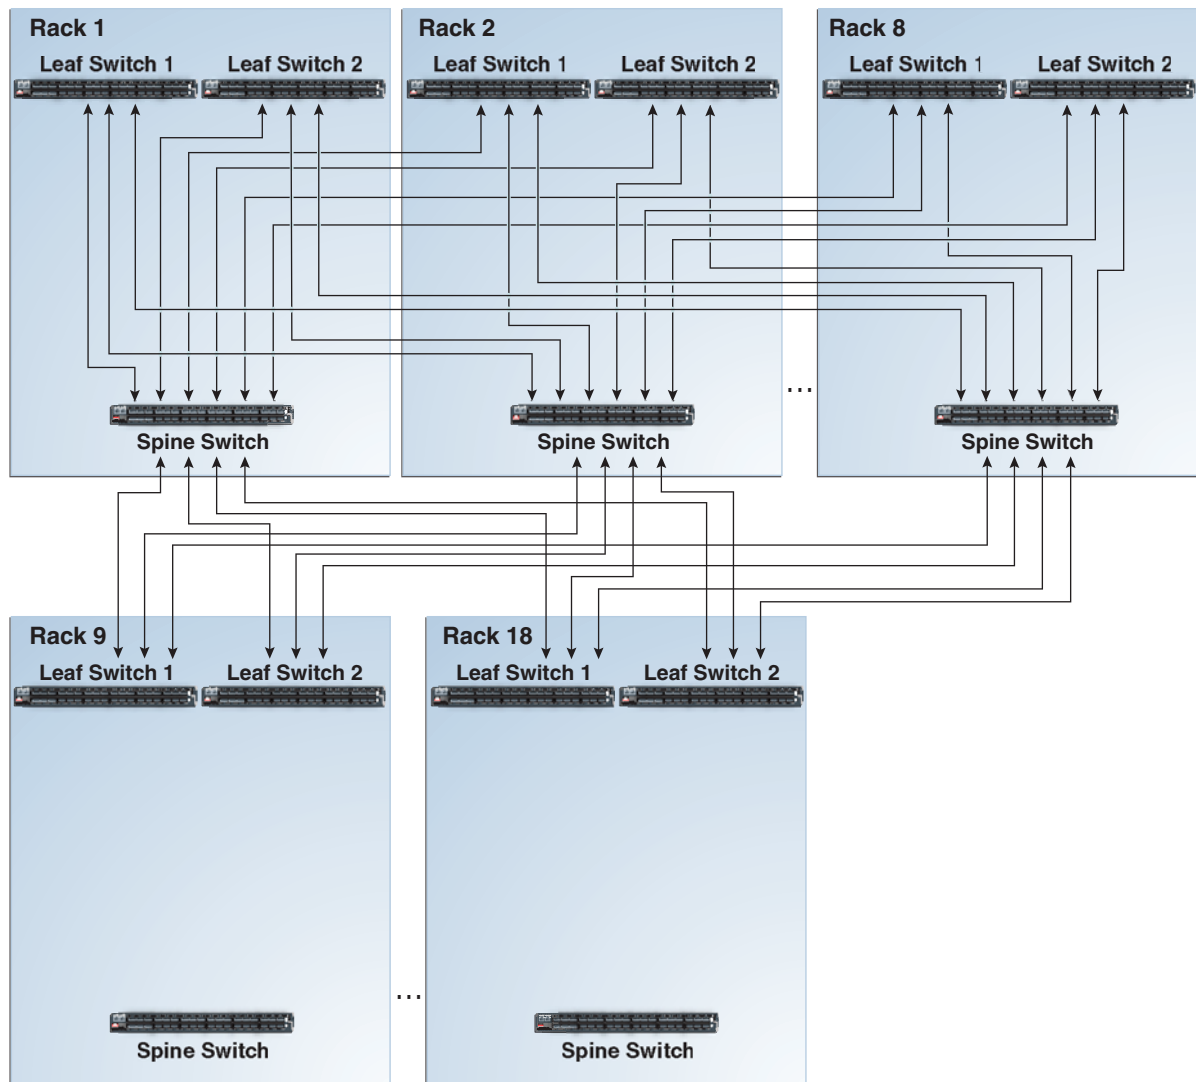 Rack 1
Leaf Switch 1
Leaf Switch 2
Rack 2
Leaf Switch 1
Leaf Switch 2
Rack 8
Leaf Switch 1
Leaf Switch 2
...
Spine Switch
Spine Switch
Spine Switch
Rack 9
Leaf Switch 1
Leaf Switch 2
Rack 18
Leaf Switch 1
Leaf Switch 2
...
Spine Switch
Spine Switch